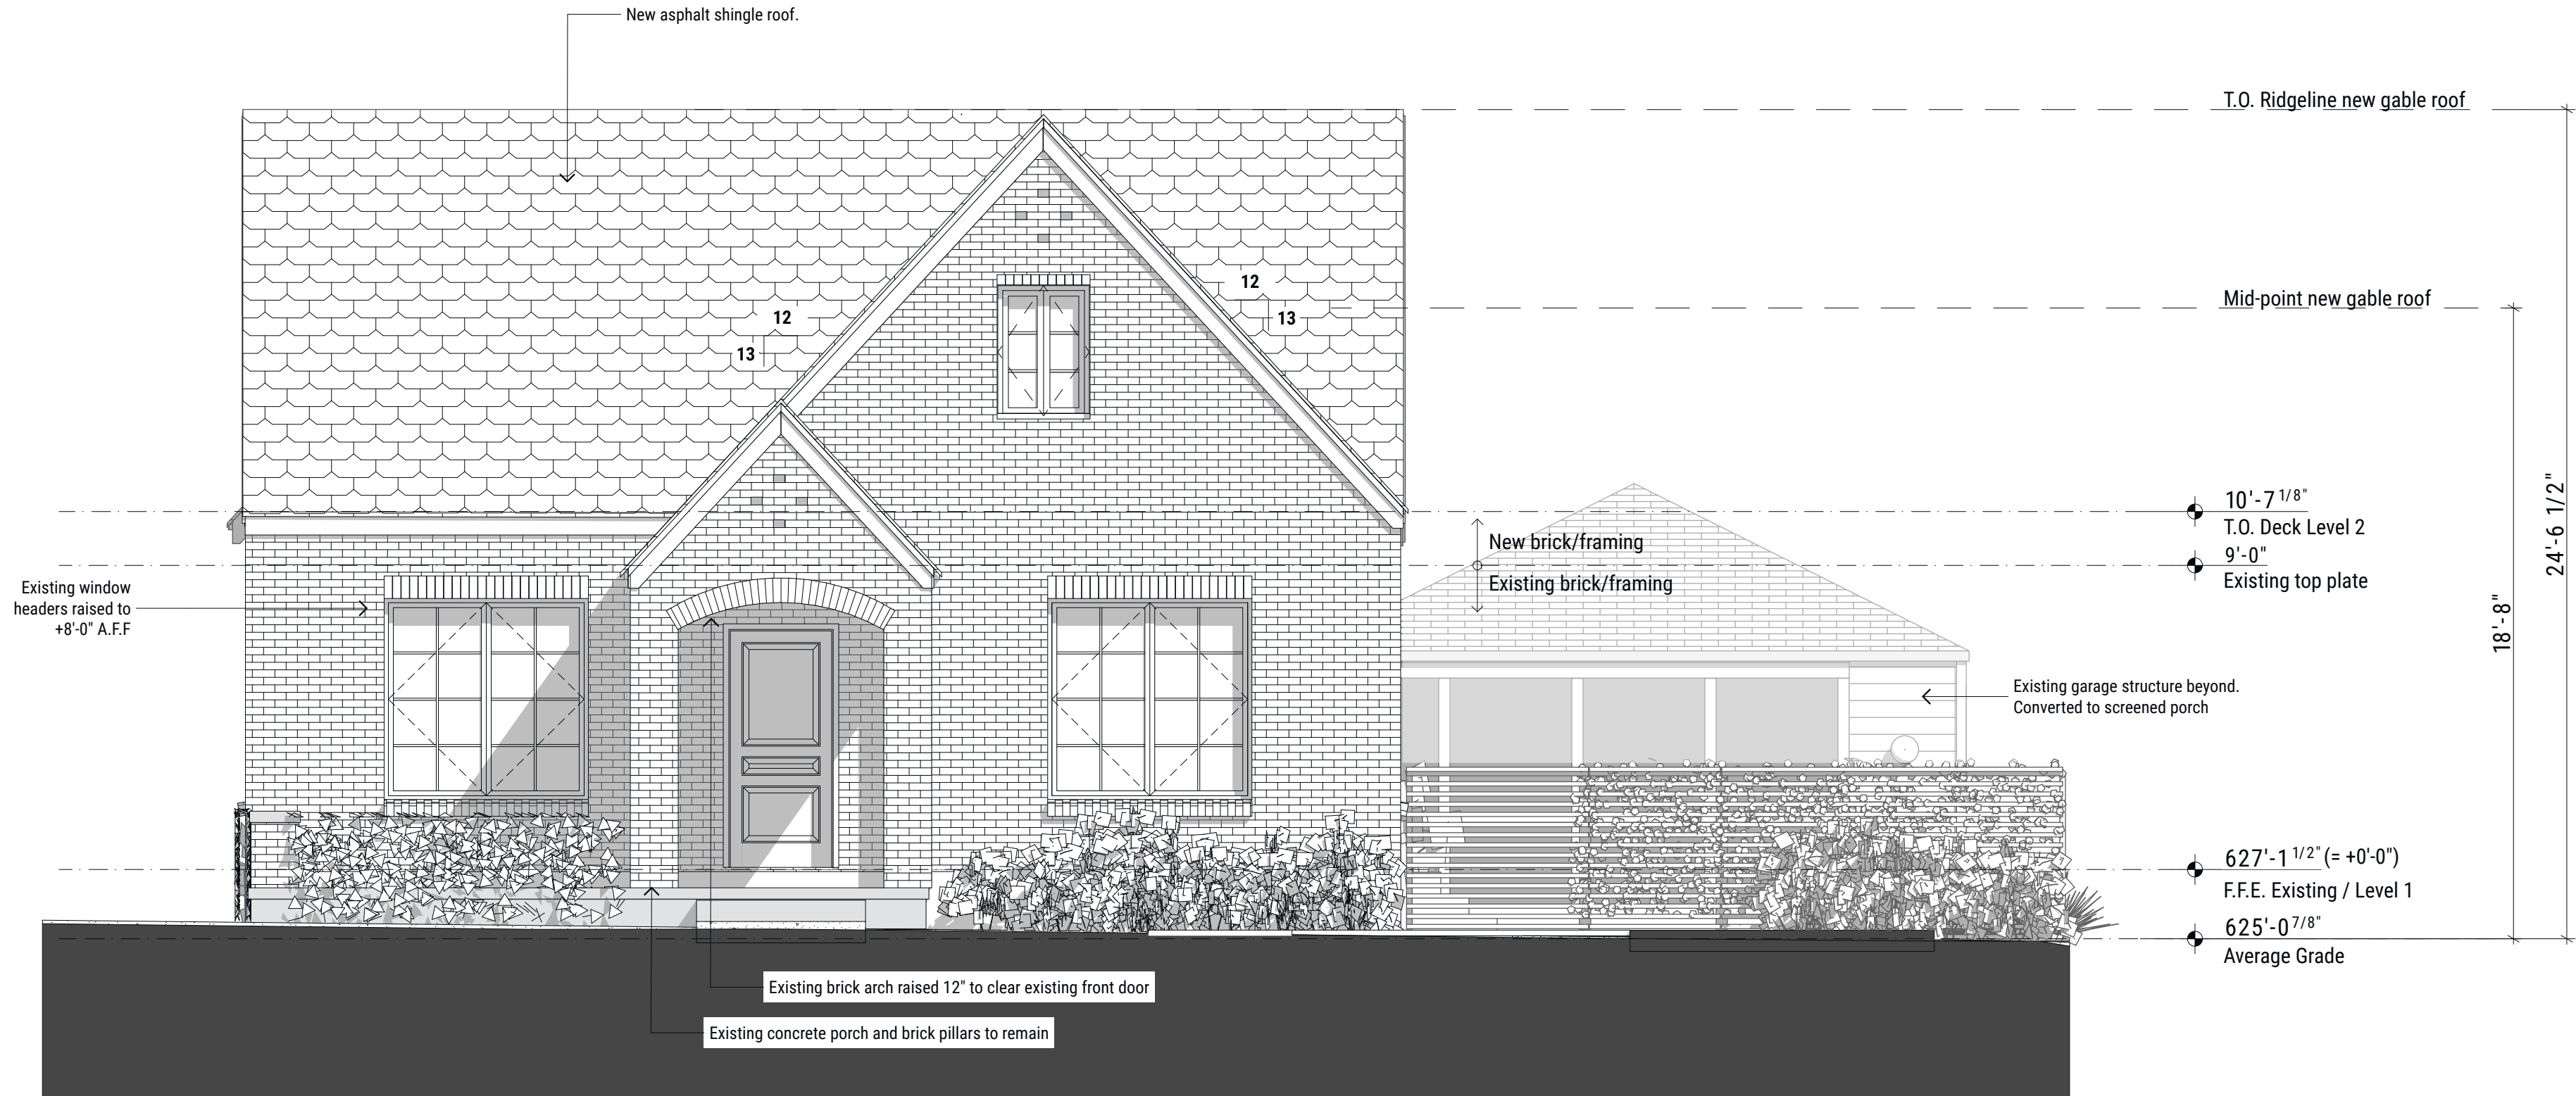 New asphalt shingle roof.
T.O. Ridgeline new gable roof
12
13
Mid-point new gable roof
12
13
10'-7 1/8"
T.O. Deck Level 2
New brick/framing
9'-0"
Existing brick/framing
Existing top plate
24'-6 1/2"
18'-8"
Existing window
headers raised to
+8'-0" A.F.F
Existing garage structure beyond.
Converted to screened porch
627'-1 1/2" (= +0'-0")
F.F.E. Existing / Level 1
625'-0 7/8"
Average Grade
Existing brick arch raised 12" to clear existing front door
Existing concrete porch and brick pillars to remain